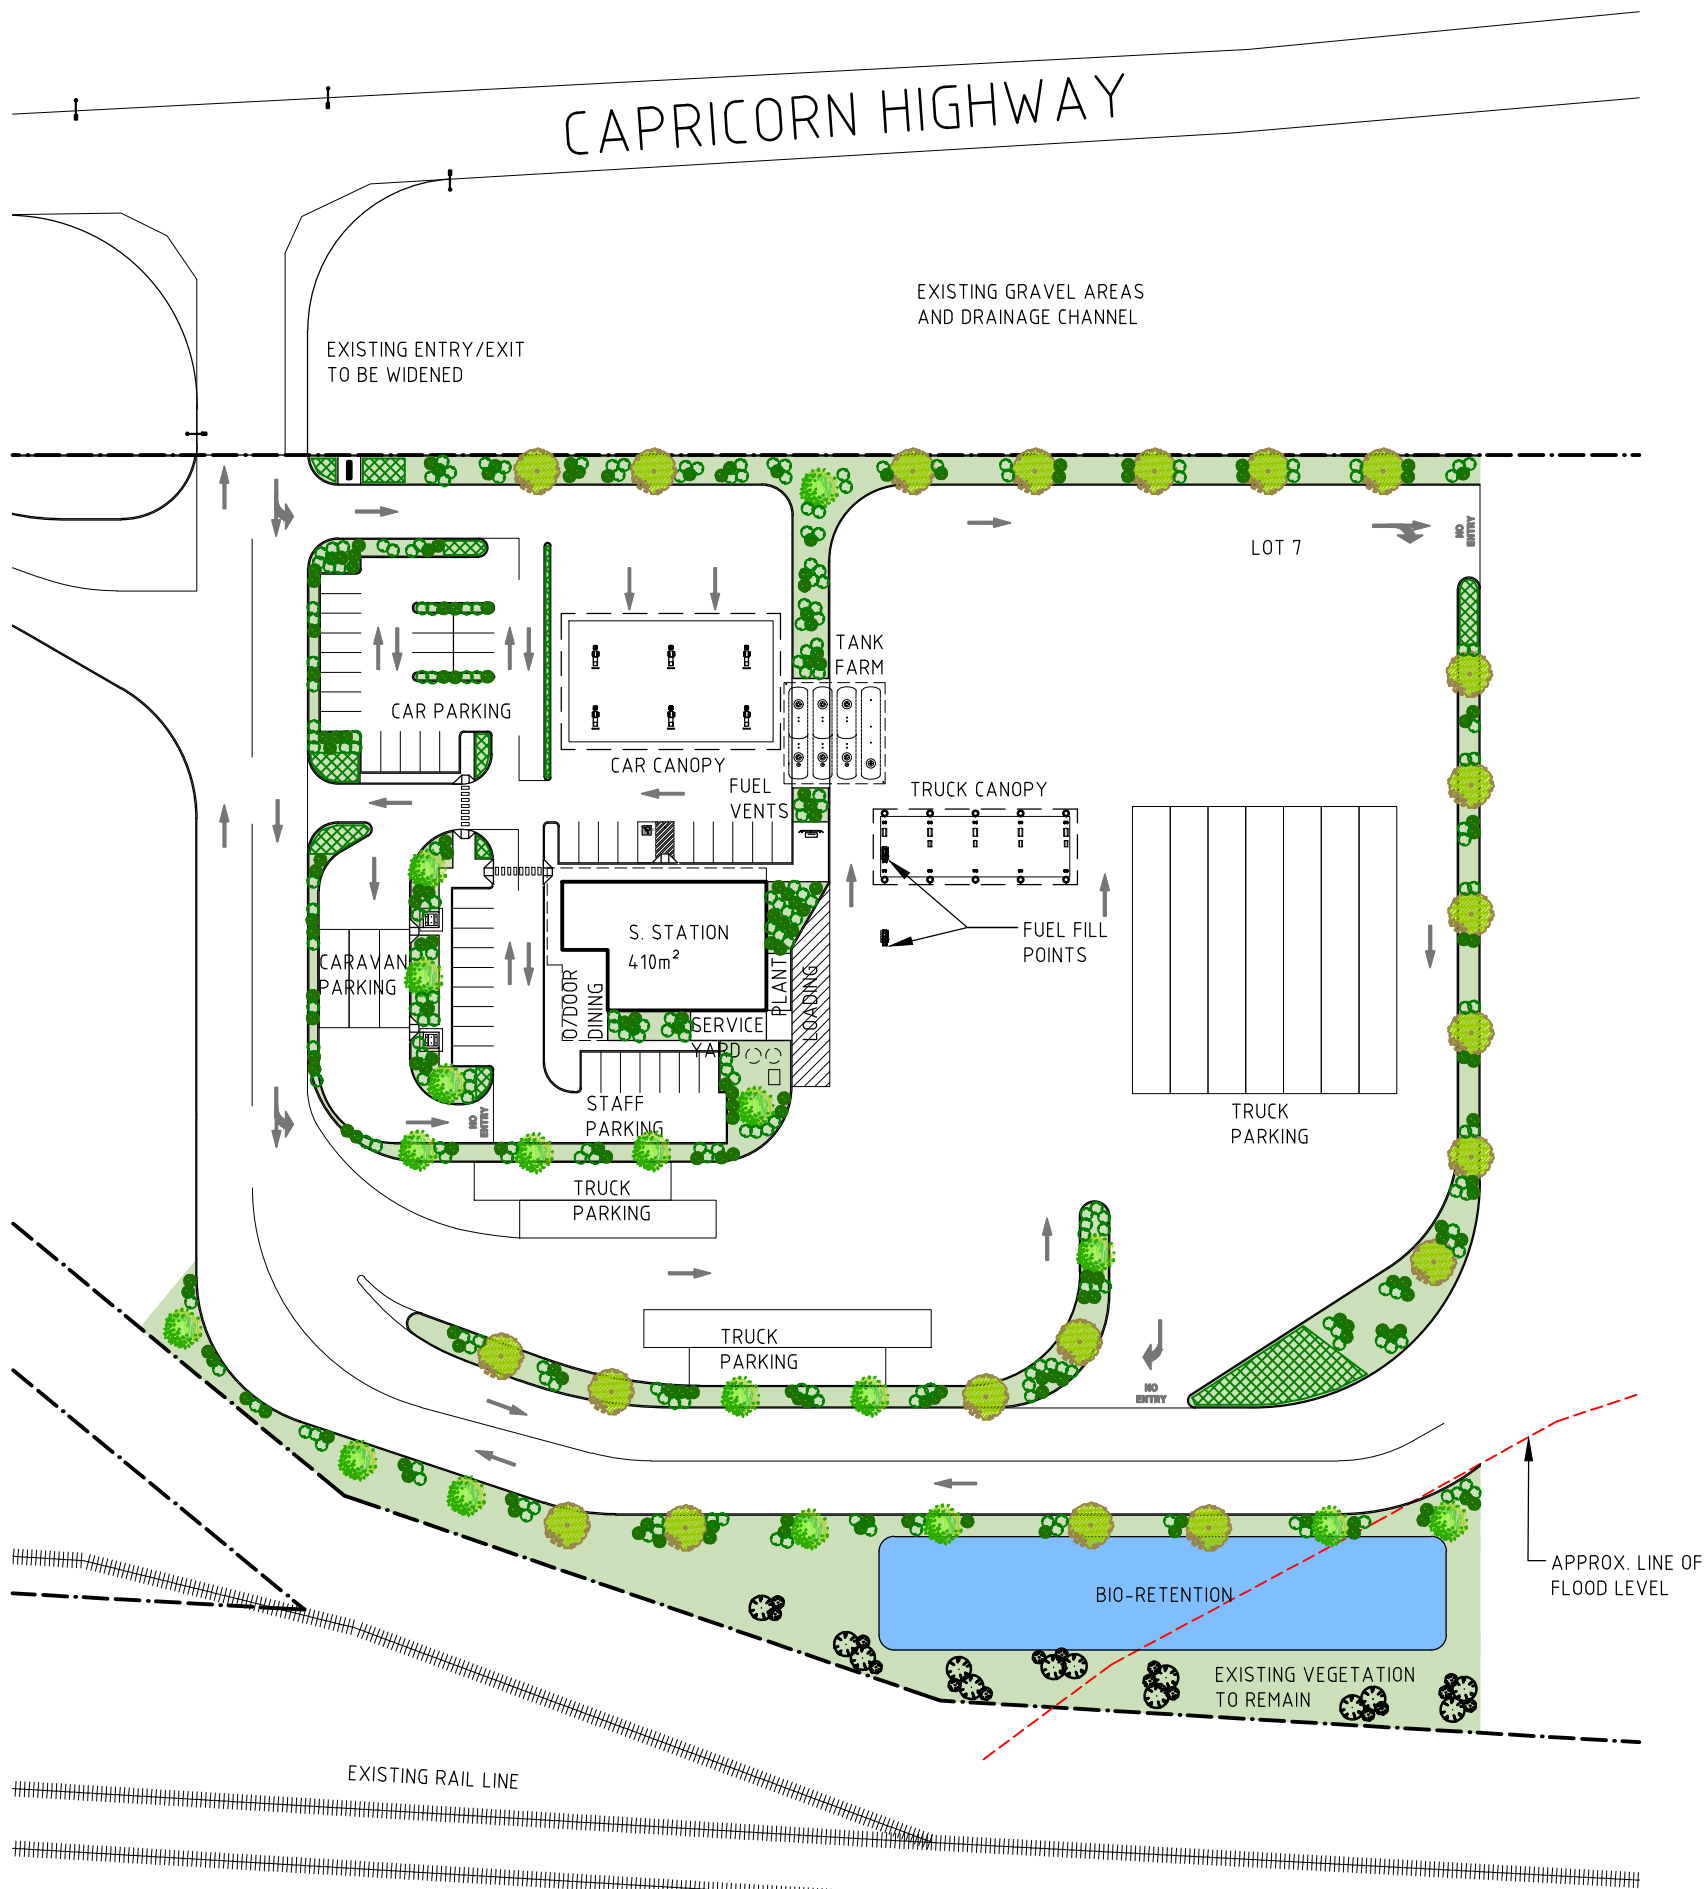 CAPRICORN HIGHWAY
EXISTING GRAVEL AREAS
AND DRAINAGE CHANNEL
EXISTING ENTRY/EXIT
TO BE WIDENED
NO
ENTRY
LOT 7
TANK
FARM
CAR PARKING
CAR CANOPY
FUEL
VENTS
TRUCK CANOPY
S. STATION
410m²
FUEL FILL
POINTS
CARAVAN
PARKING
O7DOOR
DINING
PLANT
LOADING
SERVICE
YARD
STAFF
PARKING
NO
ENTRY
TRUCK
PARKING
TRUCK
PARKING
TRUCK
PARKING
NO
ENTRY
APPROX. LINE OF
FLOOD LEVEL
BIO-RETENTION
EXISTING VEGETATION
TO REMAIN
EXISTING RAIL LINE